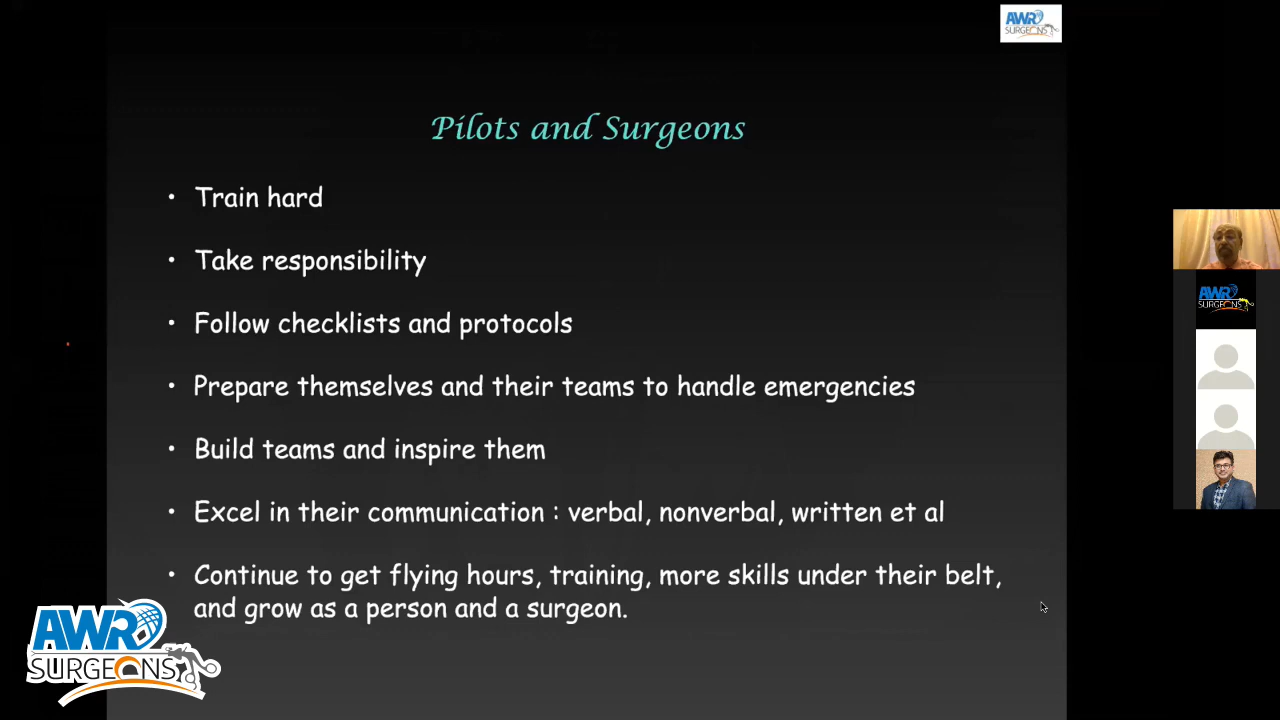 AWR
SURGEONS
Pilots and Surgeons
• Train hard
• Take responsibility
• Follow checklists and protocols
• Prepare themselves and their teams to handle emergencies
• Build teams and inspire them
• Excel in their communication : verbal, nonverbal, written et al
• Continue to get flying hours, training, more skills under their belt,
and grow as a person and a surgeon.
AWR
SURGEONS
AWR
SURGEONS